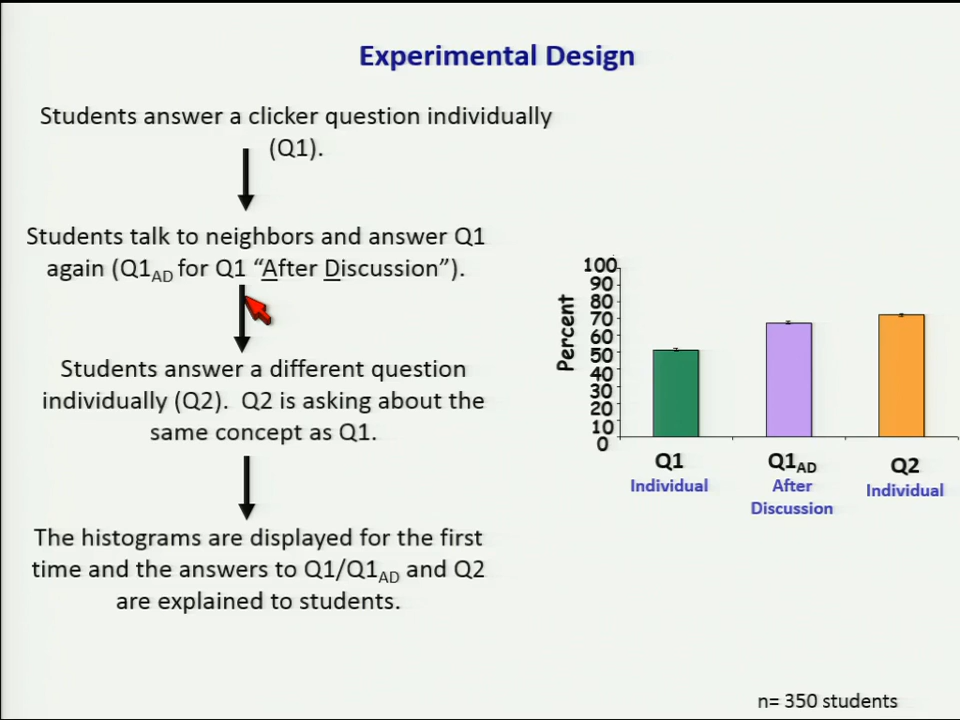 Experimental Design
Students answer a clicker question individually
(Q1).
Students talk to neighbors and answer Q1
again (Q1AD for Q1 “After Discussion”).
Students answer a different question
individually (Q2). Q2 is asking about the
same concept as Q1.
The histograms are displayed for the first
time and the answers to Q1/Q1AD and Q2
are explained to students.
Percent
100
90
80
70
60
50
40
30
20
10
0
Q1
Individual
Q1AD
After
Discussion
Q2
Individual
n= 350 students